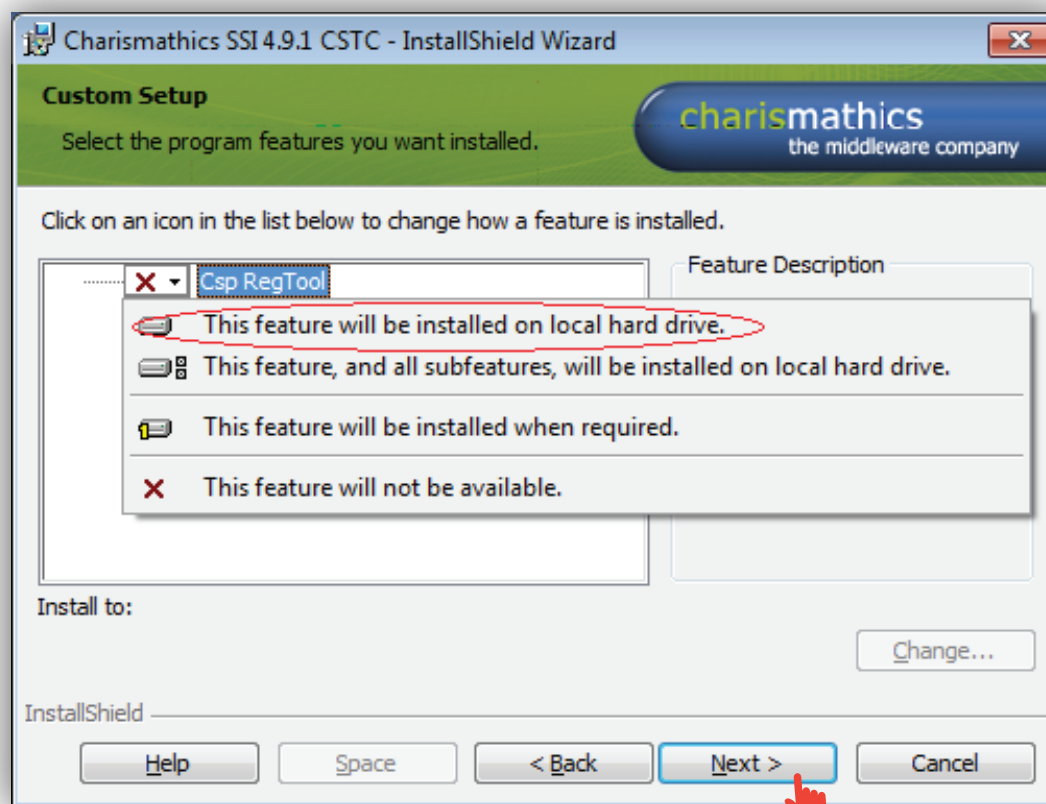 Charismathics SSI 4.9.1 CSTC - InstallShield Wizard
Custom Setup
Select the program features you want installed.
charismathics
the middleware company
Click on an icon in the list below to change how a feature is installed.
Csp RegTool
Feature Description
This feature will be installed on local hard drive.
This feature, and all subfeatures, will be installed on local hard drive.
This feature will be installed when required.
This feature will not be available.
Install to:
Change...
InstallShield
Help
Space
< Back
Next >
Cancel